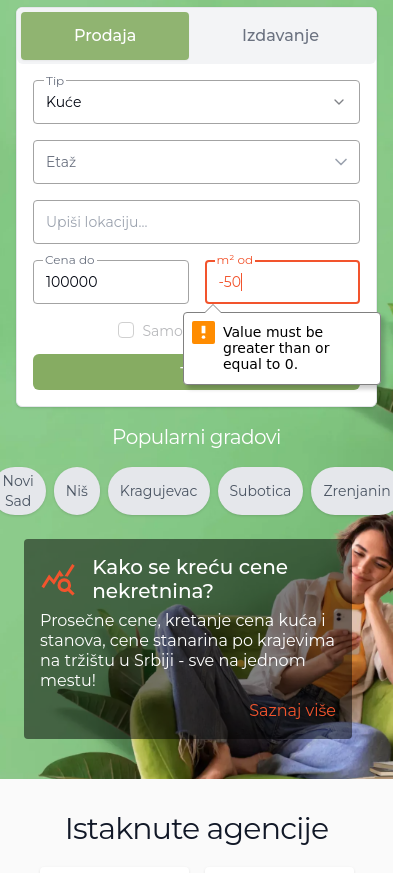 Prodaja
Izdavanje
Tip
Kuće
Etaž
Upiši lokaciju...
Cena do
100000
m² od
-50
Samo
Value must be
greater than or
equal to 0.
Popularni gradovi
Novi
Sad
Niš
Kragujevac
Subotica
Zrenjanin
Kako se kreću cene
nekretnina?
Prosečne cene, kretanje cena kuća i
stanova, cene stanarina po krajevima
na tržištu u Srbiji - sve na jednom
mestu!
Saznaj više
Istaknute agencije